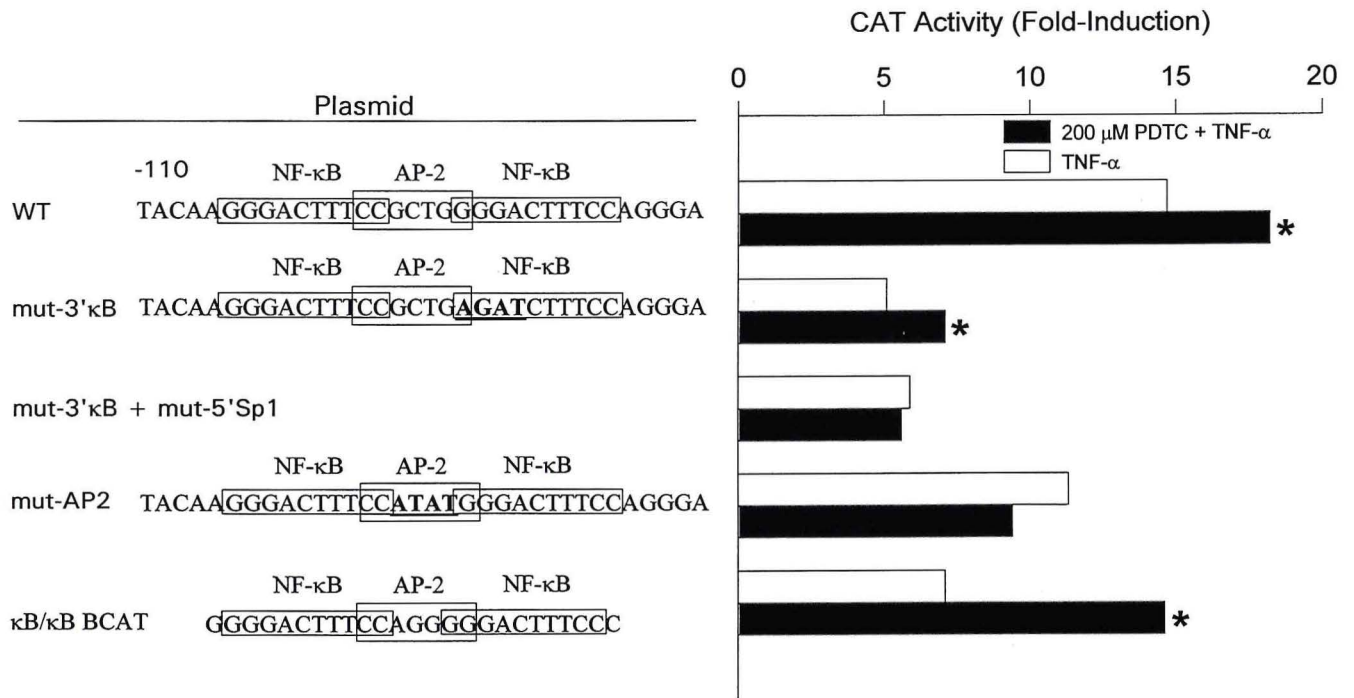 CAT Activity (Fold-Induction)
0 5 10 15 20
200 μM PDTC + TNF-α
TNF-α
Plasmid
-110 NF-κB AP-2 NF-κB
WT TACAAGGGACTTTCCGCTGGGGACTTTCCAGGGA *
NF-κB AP-2 NF-κB
mut-3'κB TACAAGGGACTTTCCGCTGAGATCTTTCCAGGGA *
mut-3'κB + mut-5'Sp1
NF-κB AP-2 NF-κB
mut-AP2 TACAAGGGACTTTCCATATGGGACTTTCCAGGGA
NF-κB AP-2 NF-κB
κB/κB BCAT GGGGACTTTCCAGGGGGACTTTCCC *